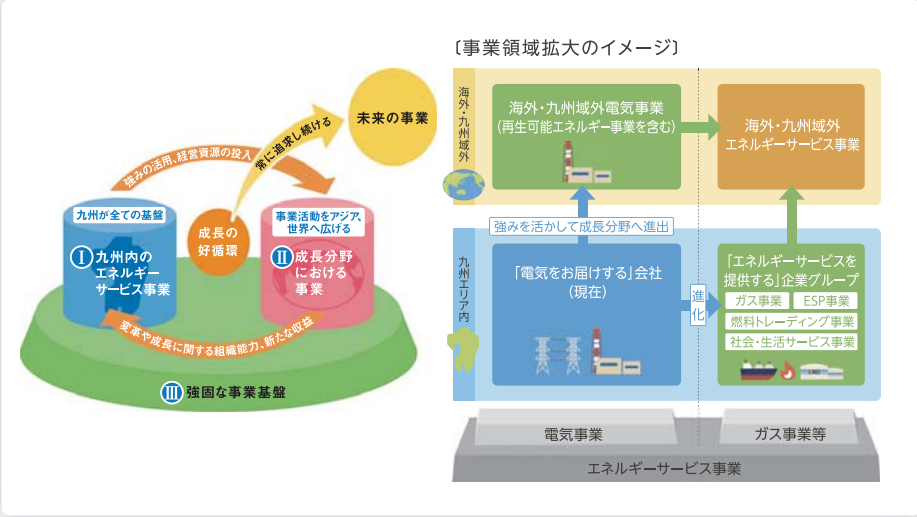 未来の事業
常に追求し続ける
強みの活用、経営資源の投入
九州が全ての基盤
Ⅰ 九州内の
エネルギー
サービス事業
成長の
好循環
事業活動をアジア、
世界へ広げる
Ⅱ 成長分野
における
事業
変革や成長に関する組織能力、新たな収益
Ⅲ 強固な事業基盤
〔事業領域拡大のイメージ〕
海外・九州域外
海外・九州域外電気事業
(再生可能エネルギー事業を含む)
海外・九州域外
エネルギーサービス事業
強みを活かして成長分野へ進出
九州エリア内
「電気をお届けする」会社
(現在)
進化
「エネルギーサービスを
提供する」企業グループ
ガス事業 ESP事業
燃料トレーディング事業
社会・生活サービス事業
LNG
電気事業
ガス事業等
エネルギーサービス事業